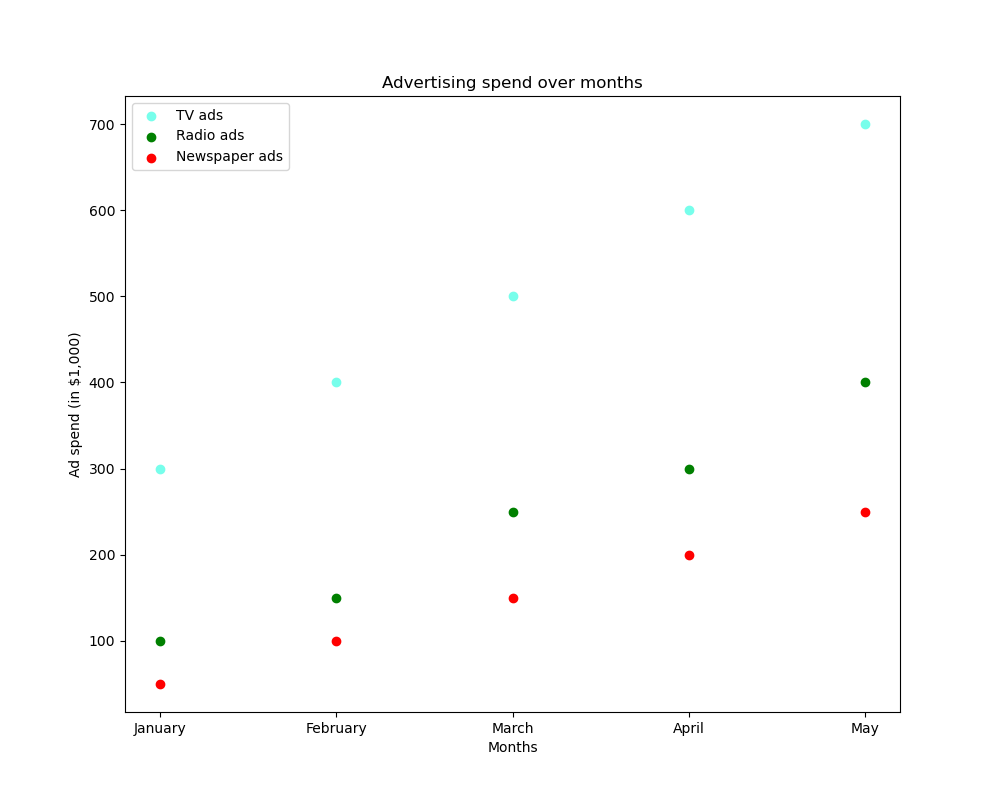 Advertising spend over months
TV ads
Radio ads
Newspaper ads
700
600
500
400
300
200
100
Ad spend (in $1,000)
January February March April May
Months